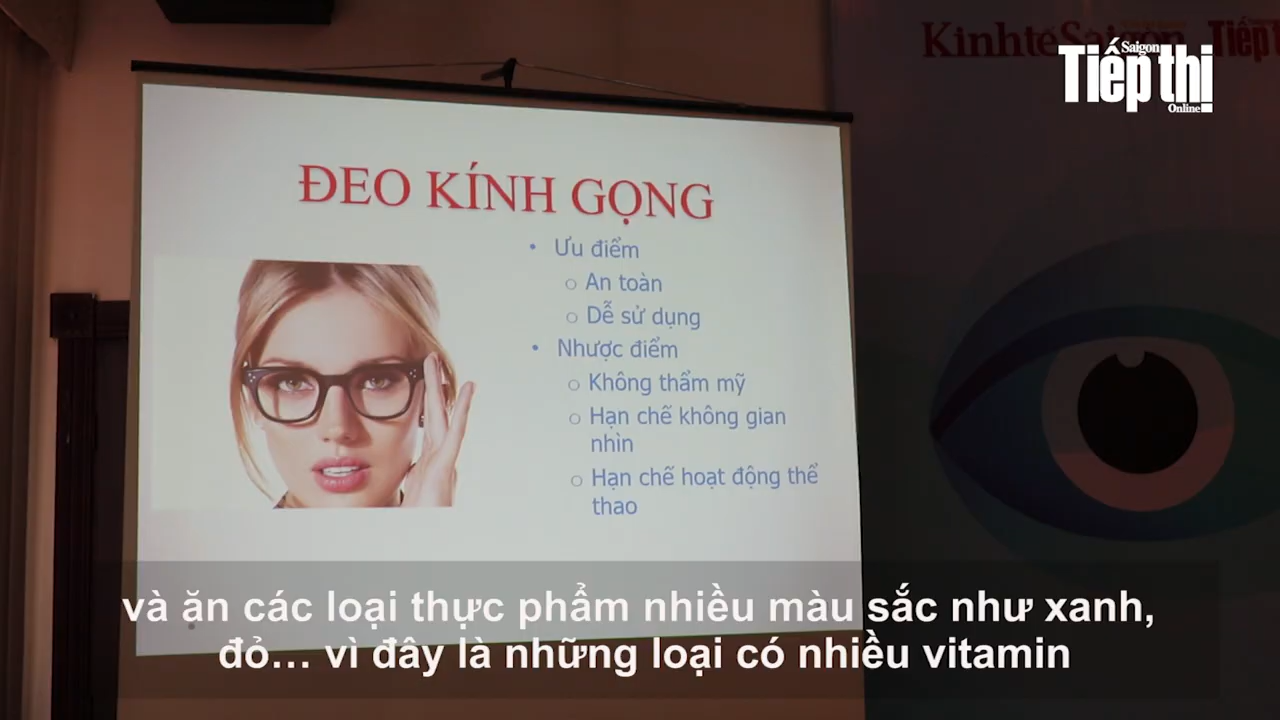 KinhtếSaigon Tiếp
Saigon
Tiếp thị
Online
ĐEO KÍNH GỌNG
• Ưu điểm
o An toàn
o Dễ sử dụng
• Nhược điểm
o Không thẩm mỹ
o Hạn chế không gian
nhìn
o Hạn chế hoạt động thể
thao
và ăn các loại thực phẩm nhiều màu sắc như xanh,
đỏ... vì đây là những loại có nhiều vitamin